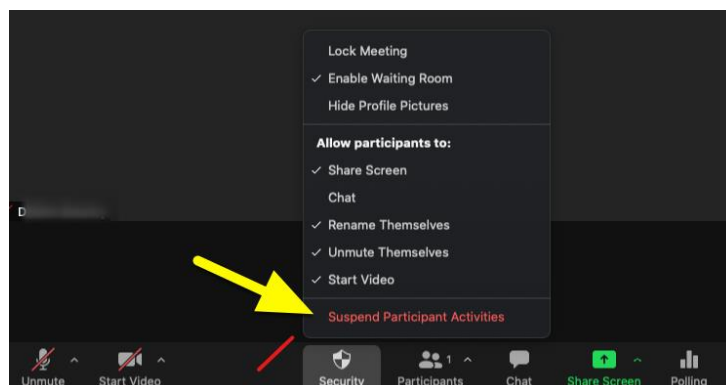 Lock Meeting
✓ Enable Waiting Room
Hide Profile Pictures
Allow participants to:
✓ Share Screen
Chat
✓ Rename Themselves
✓ Unmute Themselves
✓ Start Video
Suspend Participant Activities
D
1
Unmute Start Video Security Participants Chat Share Screen Polling